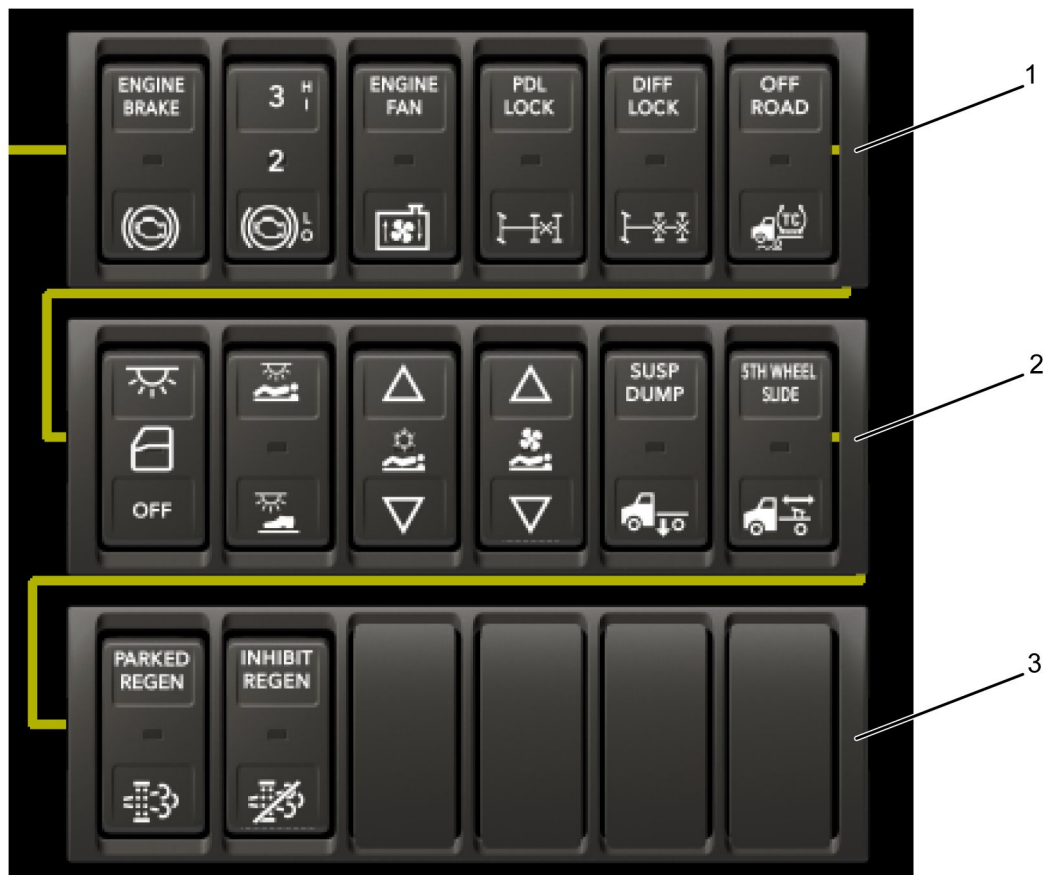 ENGINE
BRAKE
3 H
I
2
L
O
ENGINE
FAN
PDL
LOCK
DIFF
LOCK
OFF
ROAD
(TC)
1
OFF
SUSP
DUMP
5TH WHEEL
SLIDE
2
PARKED
REGEN
INHIBIT
REGEN
3